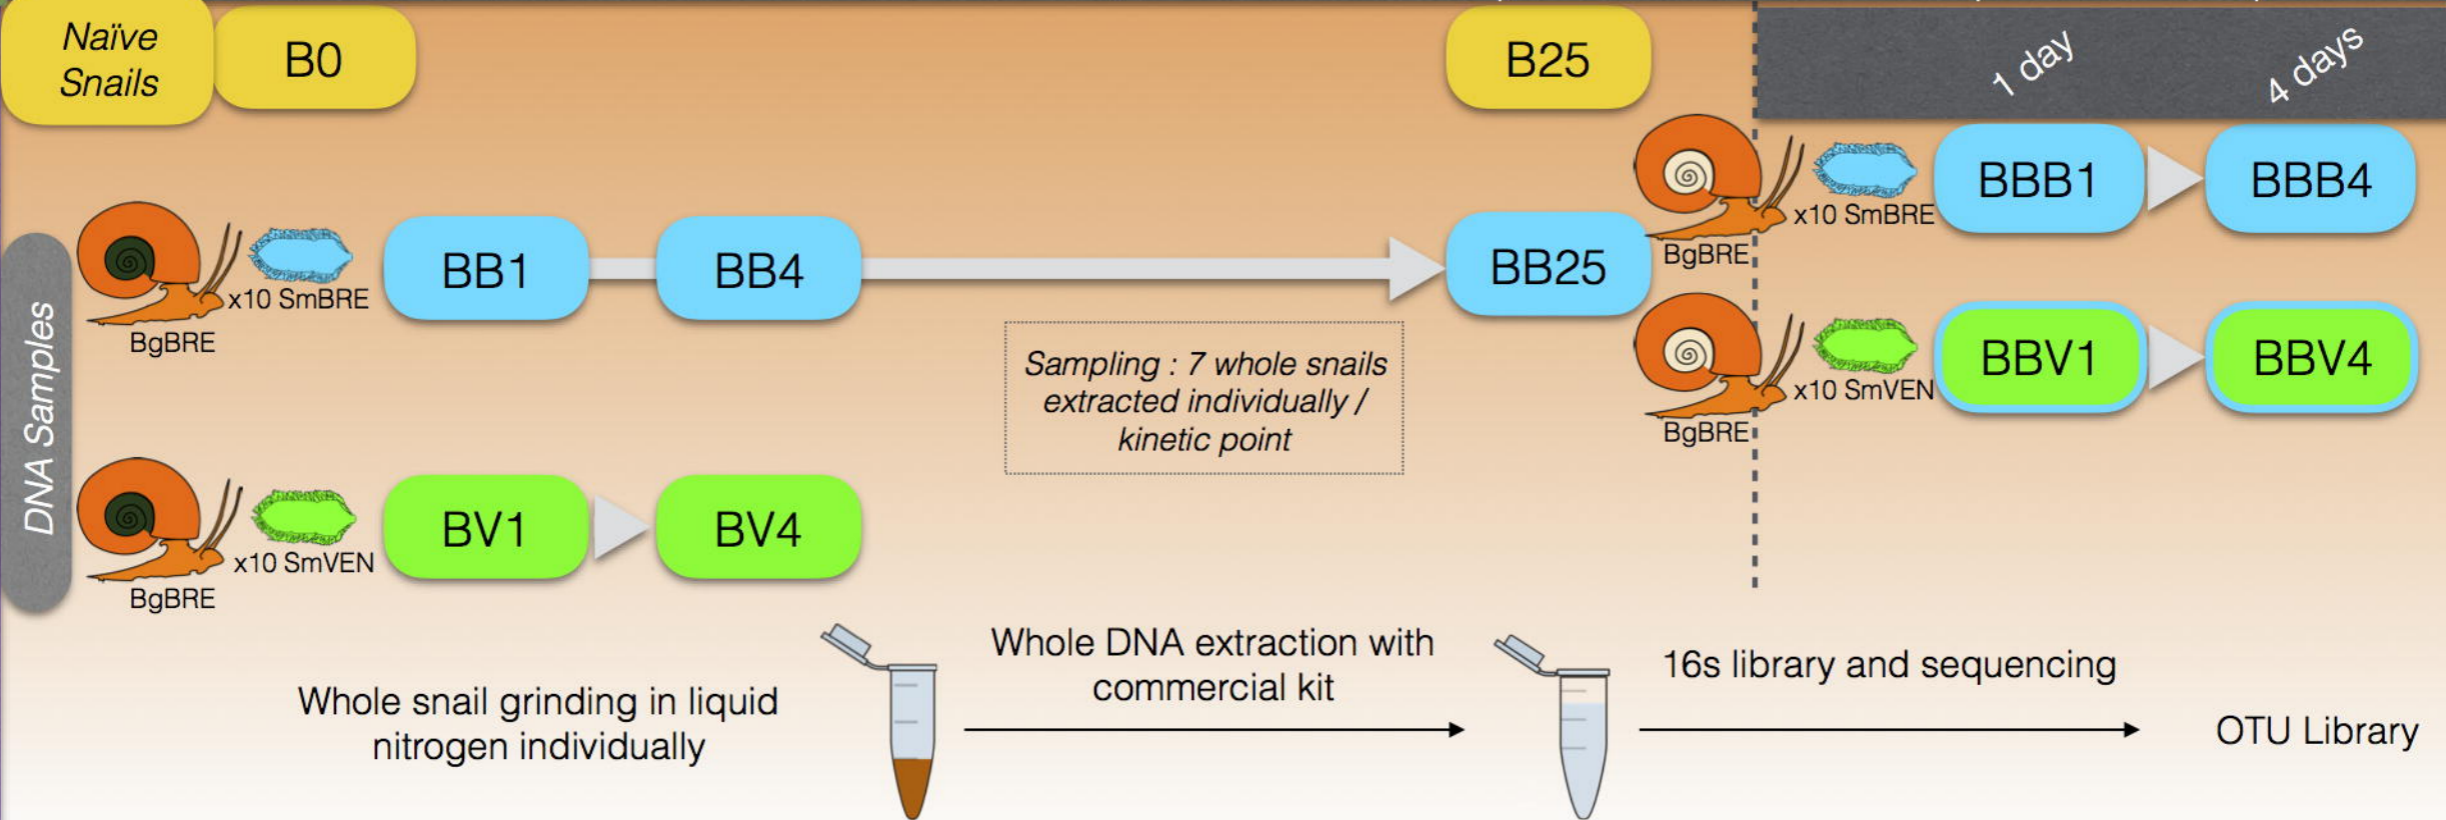 Naïve
Snails
B0
B25
1 day
4 days
DNA Samples
BgBRE
x10 SmBRE
BB1
BB4
BB25
BgBRE
x10 SmBRE
BBB1
BBB4
Sampling : 7 whole snails
extracted individually /
kinetic point
BgBRE
x10 SmVEN
BBV1
BBV4
BgBRE
x10 SmVEN
BV1
BV4
Whole snail grinding in liquid
nitrogen individually
Whole DNA extraction with
commercial kit
16s library and sequencing
OTU Library